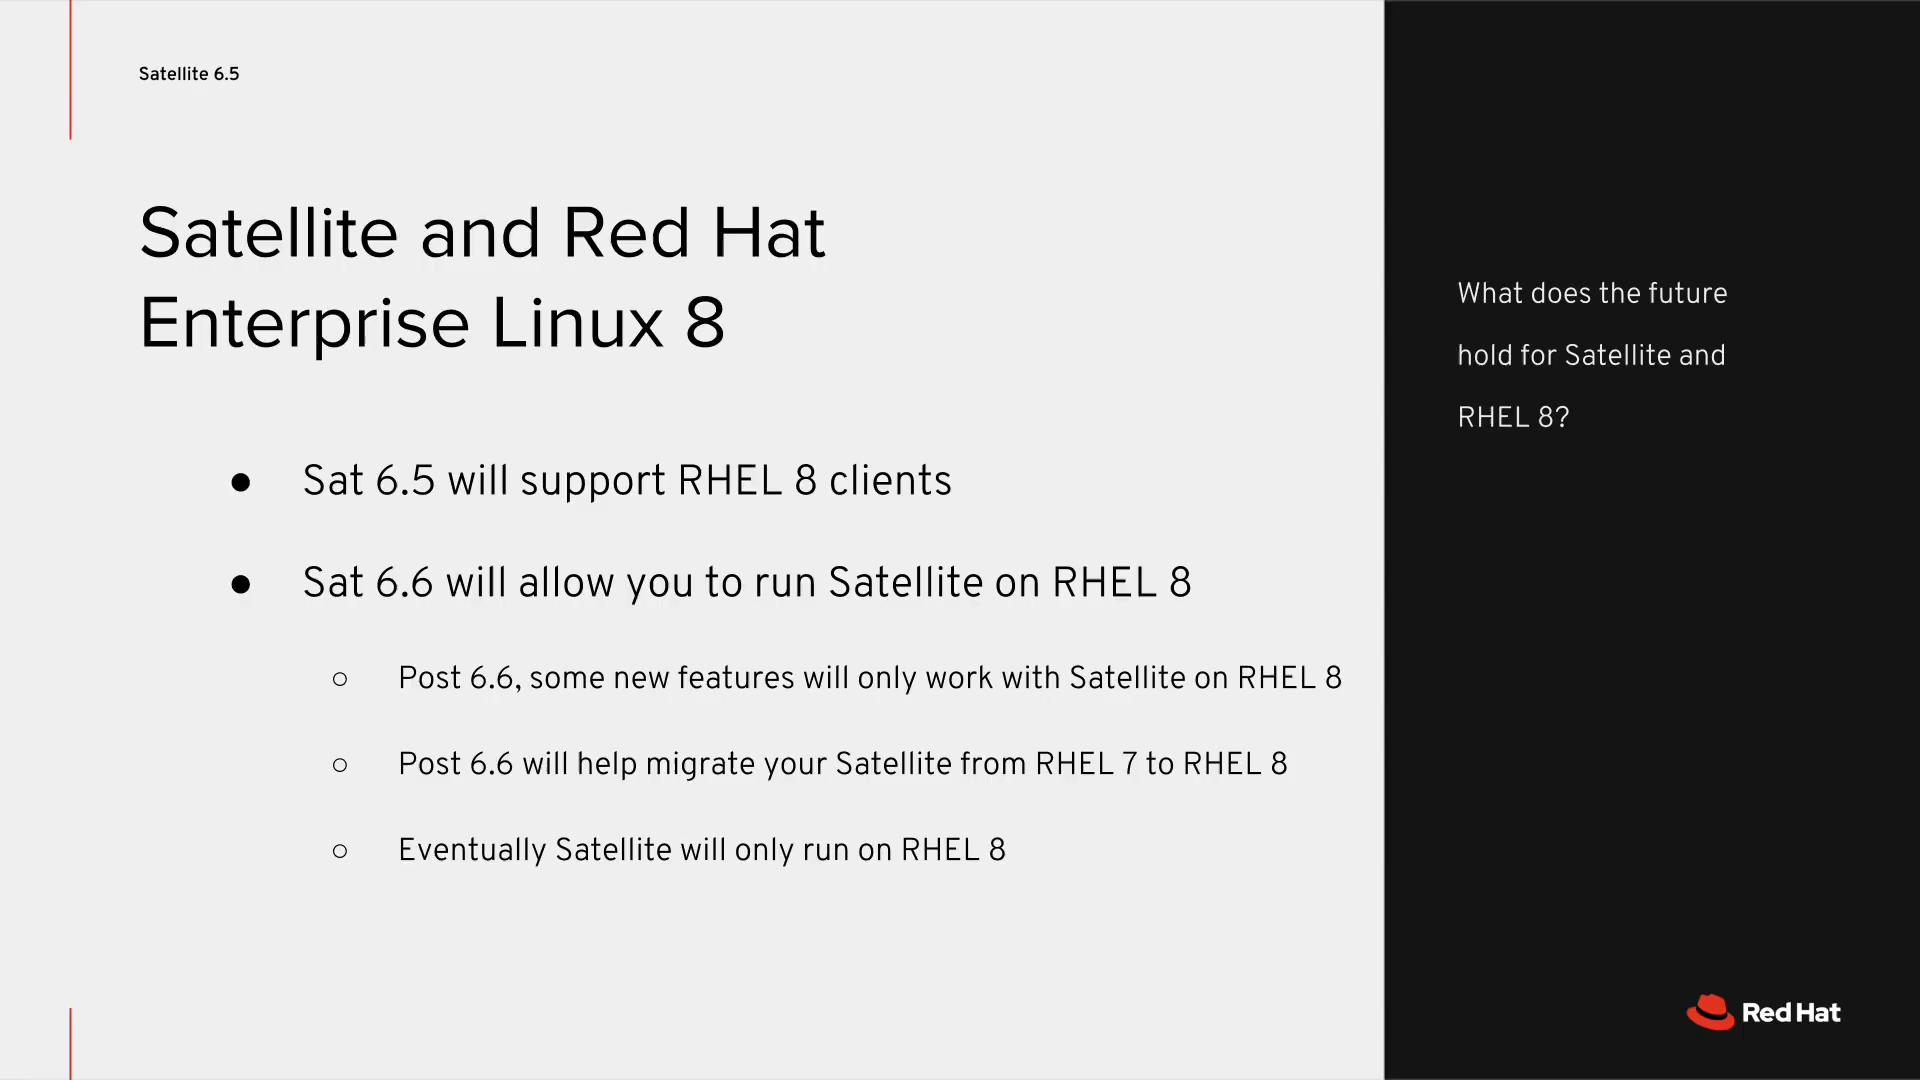 Satellite 6.5
Satellite and Red Hat
Enterprise Linux 8
● Sat 6.5 will support RHEL 8 clients
● Sat 6.6 will allow you to run Satellite on RHEL 8
○ Post 6.6, some new features will only work with Satellite on RHEL 8
○ Post 6.6 will help migrate your Satellite from RHEL 7 to RHEL 8
○ Eventually Satellite will only run on RHEL 8
What does the future
hold for Satellite and
RHEL 8?
Red Hat